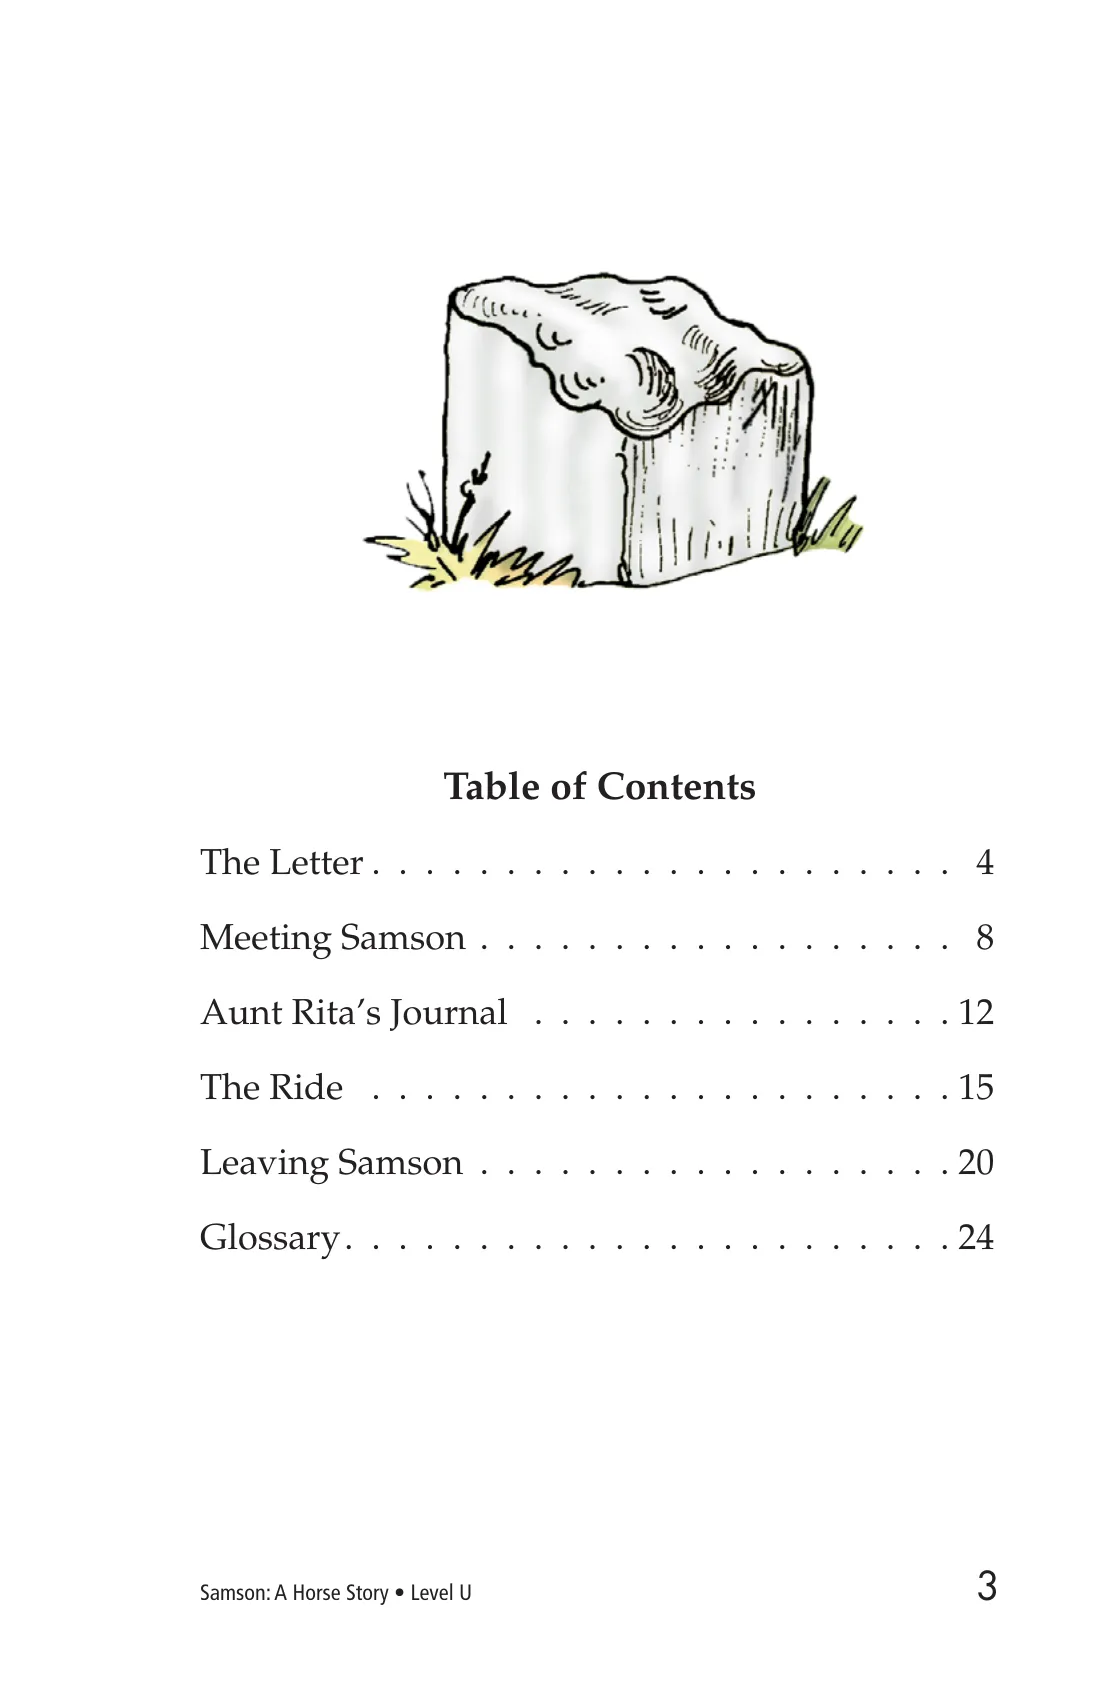 Table of Contents
The Letter . . . . . . . . . . . . . . . . . . . . . . 4
Meeting Samson . . . . . . . . . . . . . . . . . . 8
Aunt Rita’s Journal . . . . . . . . . . . . . . . . 12
The Ride . . . . . . . . . . . . . . . . . . . . . . 15
Leaving Samson . . . . . . . . . . . . . . . . . . 20
Glossary . . . . . . . . . . . . . . . . . . . . . . . 24
Samson: A Horse Story • Level U 3